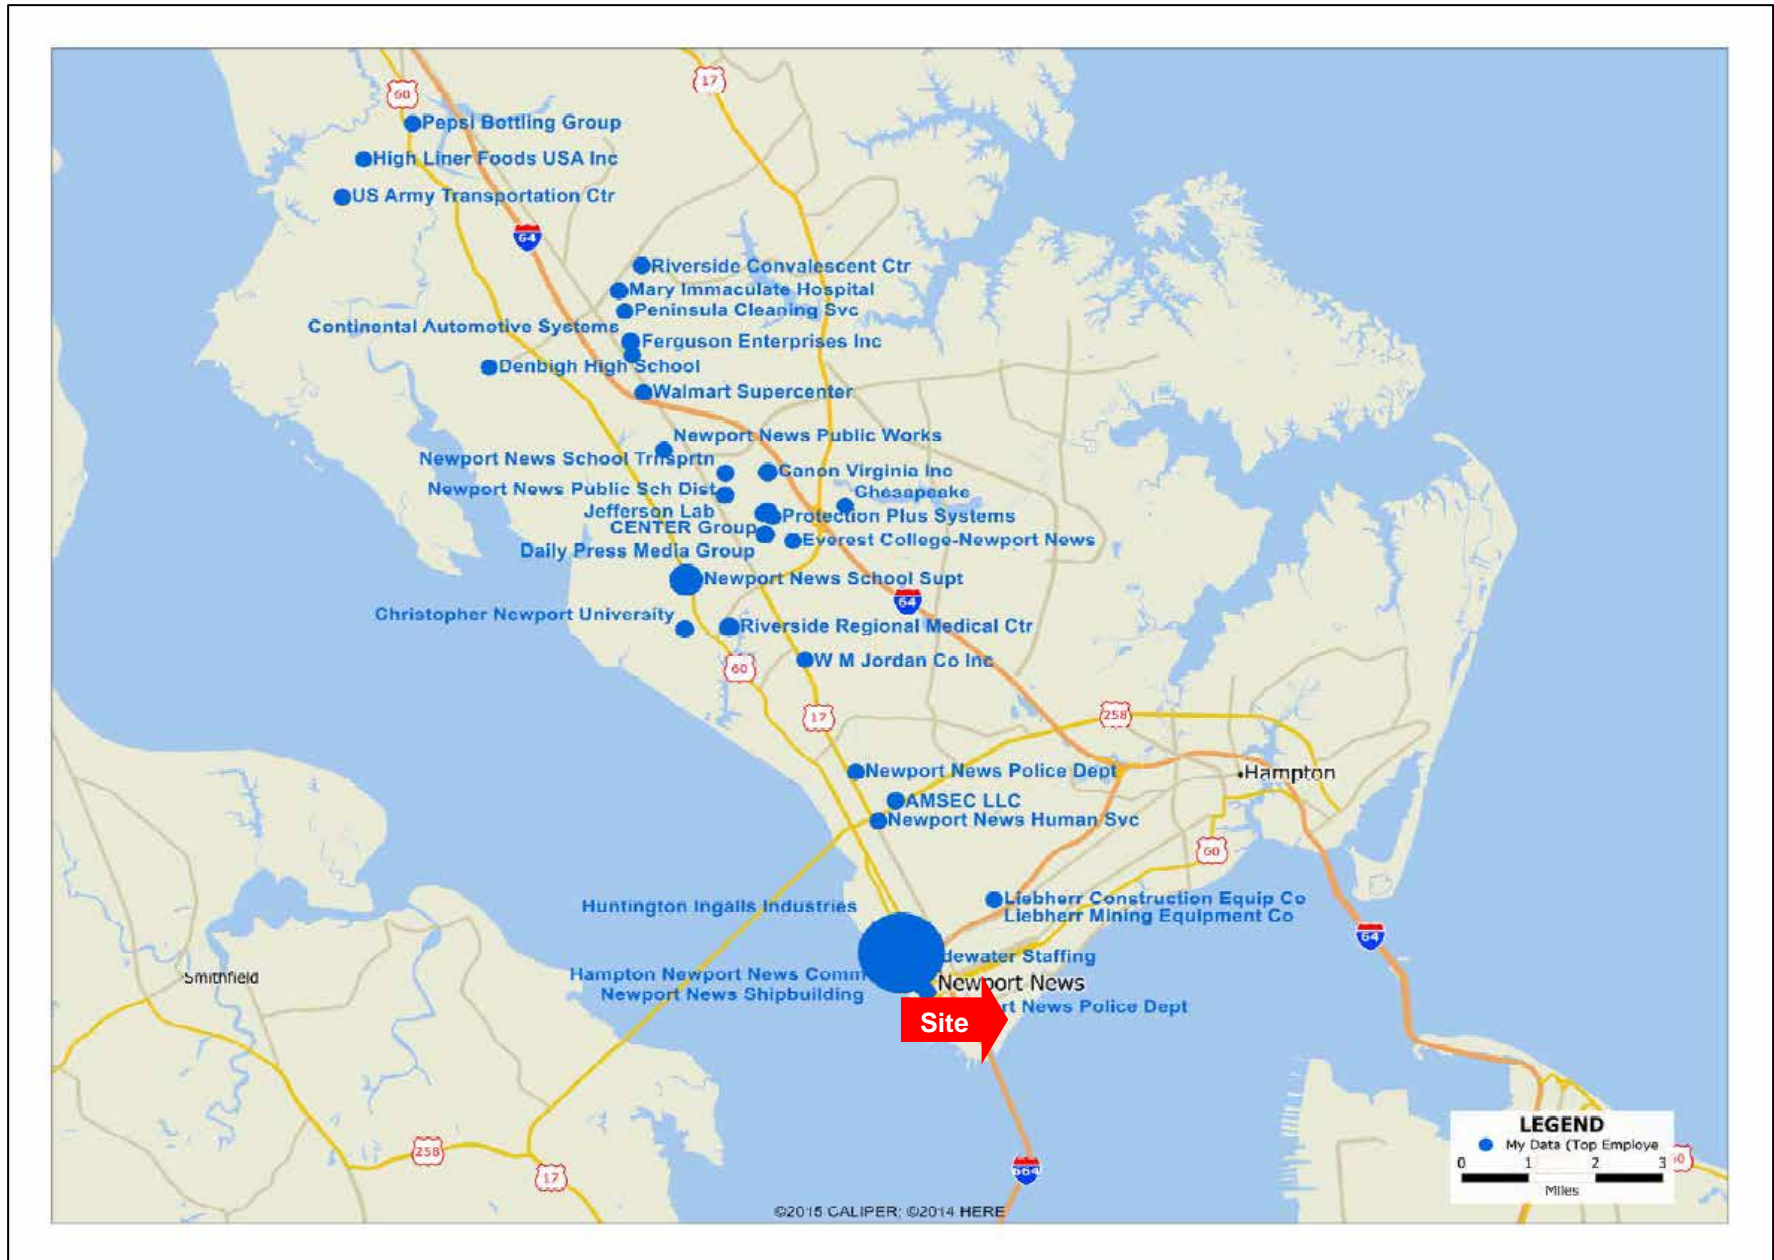 17
60
Pepsi Bottling Group
High Liner Foods USA Inc
US Army Transportation Ctr
64
Riverside Convalescent Ctr
Mary Immaculate Hospital
Peninsula Cleaning Svc
Continental Automotive Systems
Ferguson Enterprises Inc
Denbigh High School
Walmart Supercenter
Newport News Public Works
Newport News School Trnsprtn
Canon Virginia Inc
Newport News Public Sch Dist
Chesapeake
Jefferson Lab
Protection Plus Systems
CENTER Group
Everest College-Newport News
Daily Press Media Group
Newport News School Supt
64
Christopher Newport University
Riverside Regional Medical Ctr
W M Jordan Co Inc
60
17
258
Newport News Police Dept
Hampton
AMSEC LLC
Newport News Human Svc
60
Liebherr Construction Equip Co
Huntington Ingalls Industries
Liebherr Mining Equipment Co
64
dewater Staffing
Hampton Newport News Comm
Smithfield
Newport News
Newport News Shipbuilding
rt News Police Dept
Site
LEGEND
My Data (Top Employe
258
17
664
0 1 2 3
60
Miles
©2015 CALIPER; ©2014 HERE